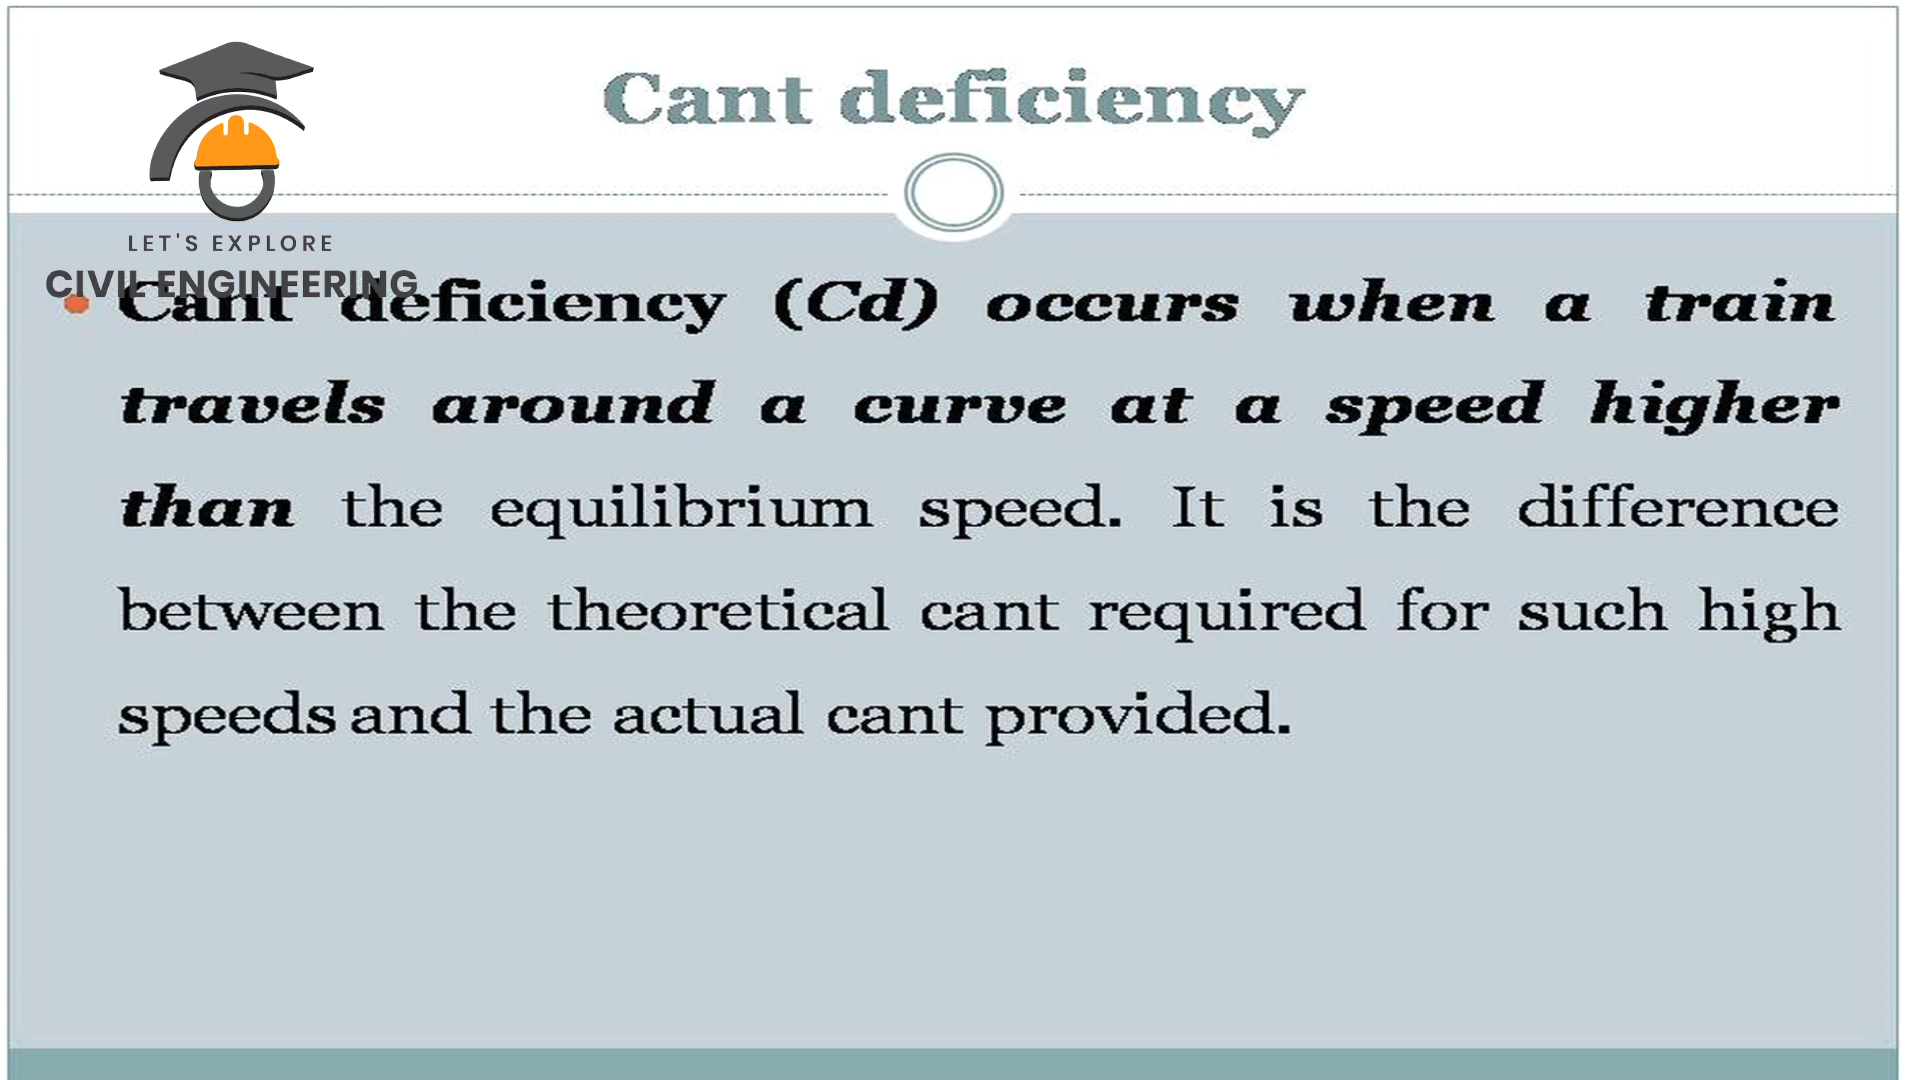 Cant deficiency
LET'S EXPLORE
CIVIL ENGINEERING
Cant deficiency (Cd) occurs when a train
travels around a curve at a speed higher
than the equilibrium speed. It is the difference
between the theoretical cant required for such high
speeds and the actual cant provided.